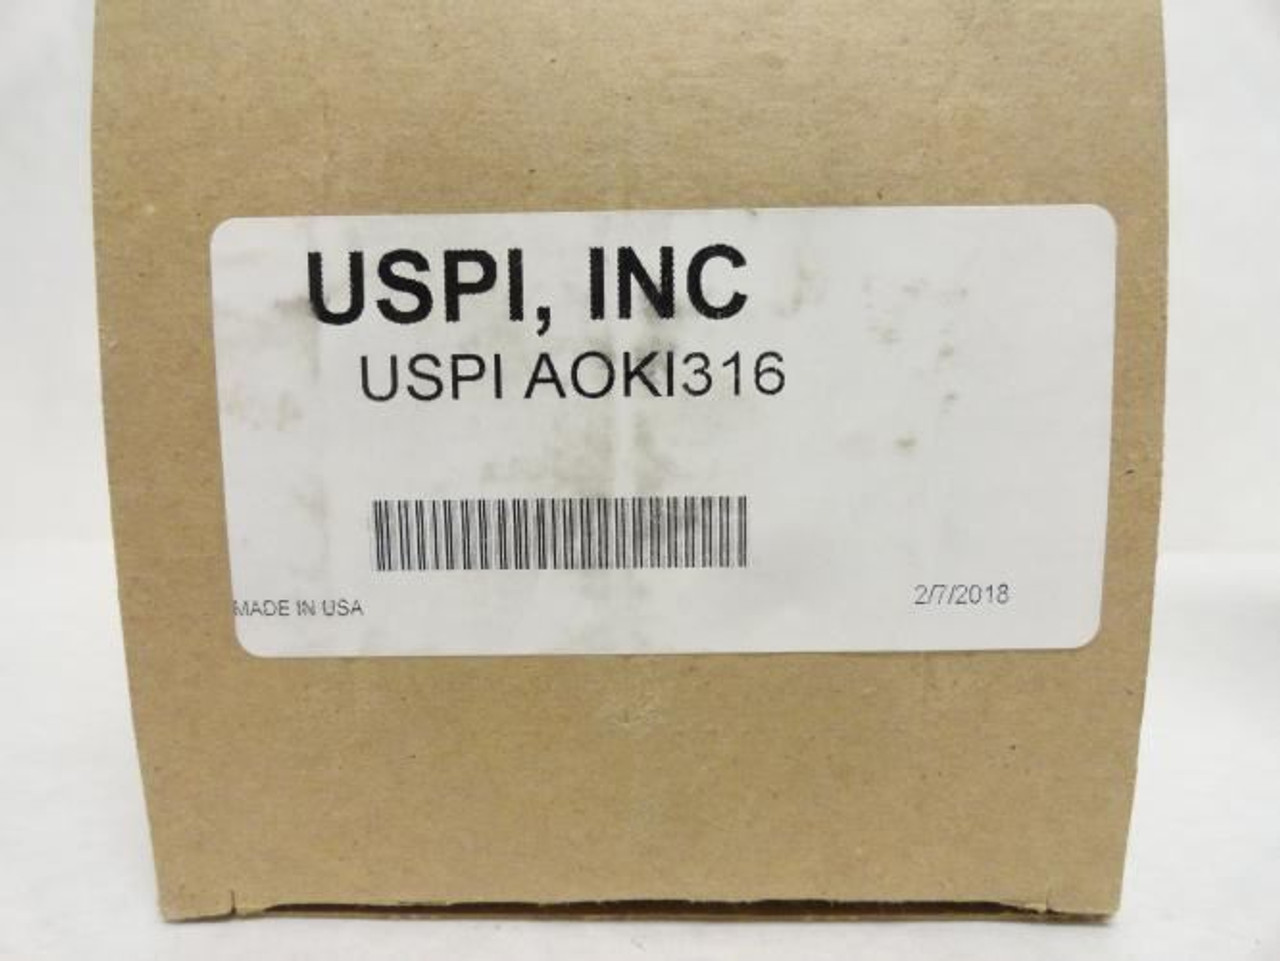 USPI, INC
USPI AOKI316
MADE IN USA
2/7/2018